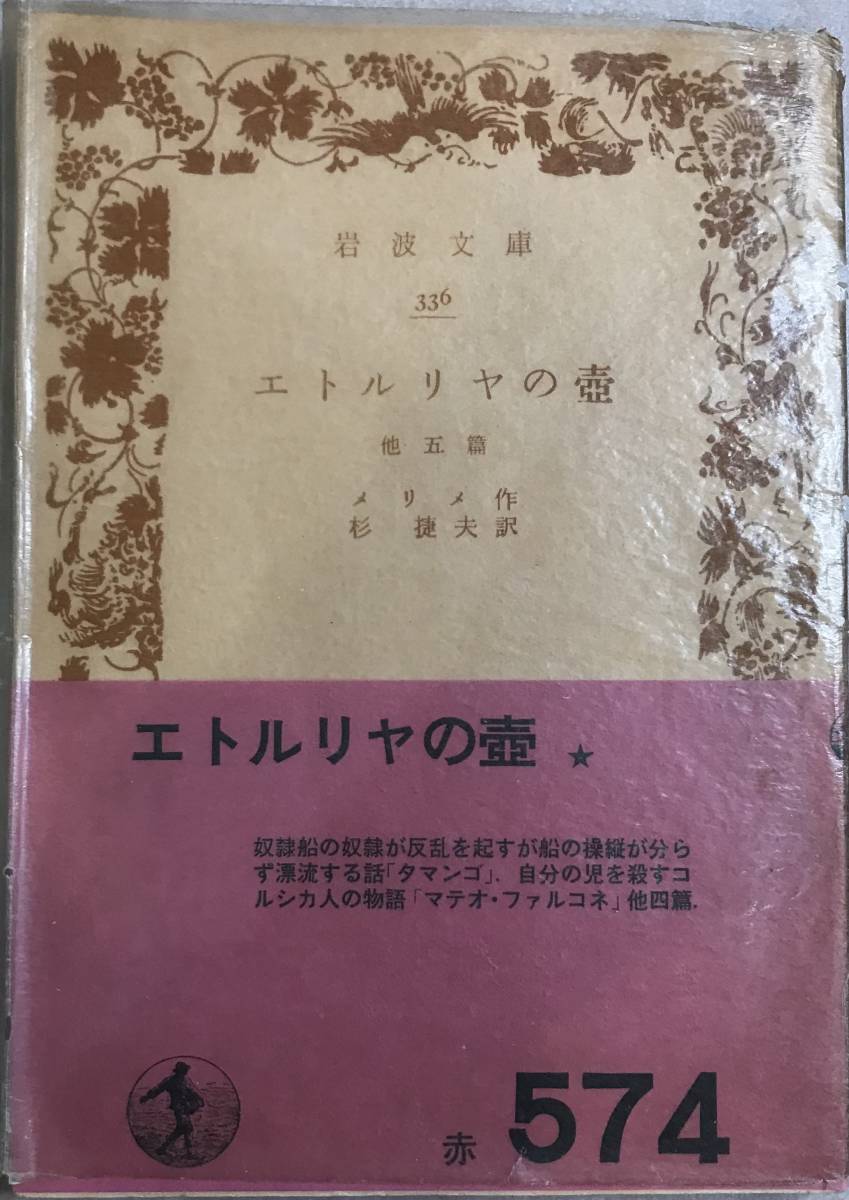 岩波文庫
336
エトルリヤの壺
他五篇
メリメ作
杉捷夫訳
エトルリヤの壺 ★
奴隷船の奴隷が反乱を起すが船の操縦が分ら
ず漂流する話「タマンゴ」．自分の児を殺すコ
ルシカ人の物語「マテオ・ファルコネ」他四篇．
赤 574